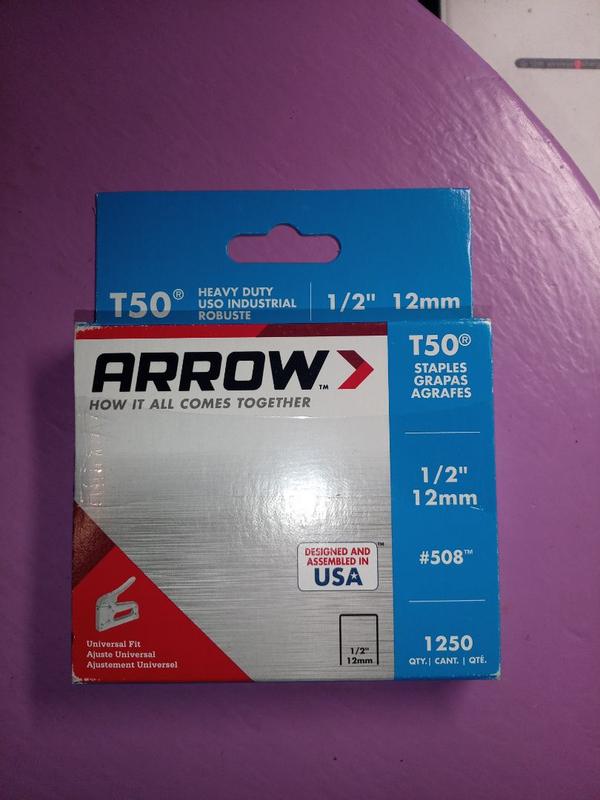 T50® HEAVY DUTY
USO INDUSTRIAL
ROBUSTE
1/2" 12mm
ARROW™
HOW IT ALL COMES TOGETHER
T50®
STAPLES
GRAPAS
AGRAFES
1/2"
12mm
#508™
1250
QTY. | CANT. | QTÉ.
DESIGNED AND
ASSEMBLED IN
USA™
1/2"
12mm
Universal Fit
Ajuste Universal
Ajustement Universel